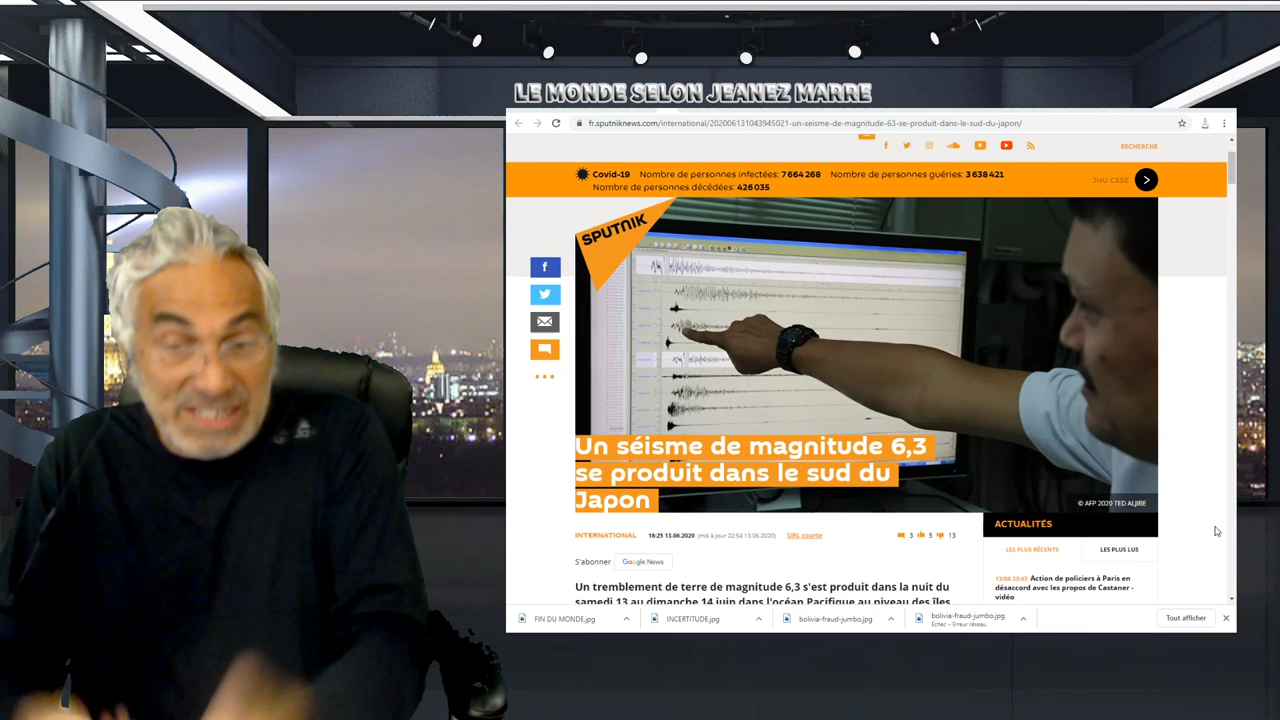 LE MONDE SELON JEANEZ MARRE
fr.sputniknews.com/international/202006131043945021-un-seisme-de-magnitude-63-se-produit-dans-le-sud-du-japon/
RECHERCHE
Covid-19 Nombre de personnes infectées: 7 664 268 Nombre de personnes guéries: 3 638 421
Nombre de personnes décédées: 426 035
JHU CSSE
SPUTNIK
Un séisme de magnitude 6,3
se produit dans le sud du
Japon
© AFP 2020 TED ALJIBE
INTERNATIONAL 18:25 13.06.2020 (mis à jour 22:54 13.06.2020) URL courte 3 5 13
S'abonner Google News
Un tremblement de terre de magnitude 6,3 s'est produit dans la nuit du
samedi 13 au dimanche 14 juin dans l'océan Pacifique au niveau des îles
ACTUALITÉS
LES PLUS RÉCENTS LES PLUS LUS
13/06 23:43 Action de policiers à Paris en
désaccord avec les propos de Castaner -
vidéo
FIN DU MONDE.jpg INCERTITUDE.jpg bolivia-fraud-jumbo.jpg bolivia-fraud-jumbo.jpg
Échec – Erreur réseau.
Tout afficher
adidas